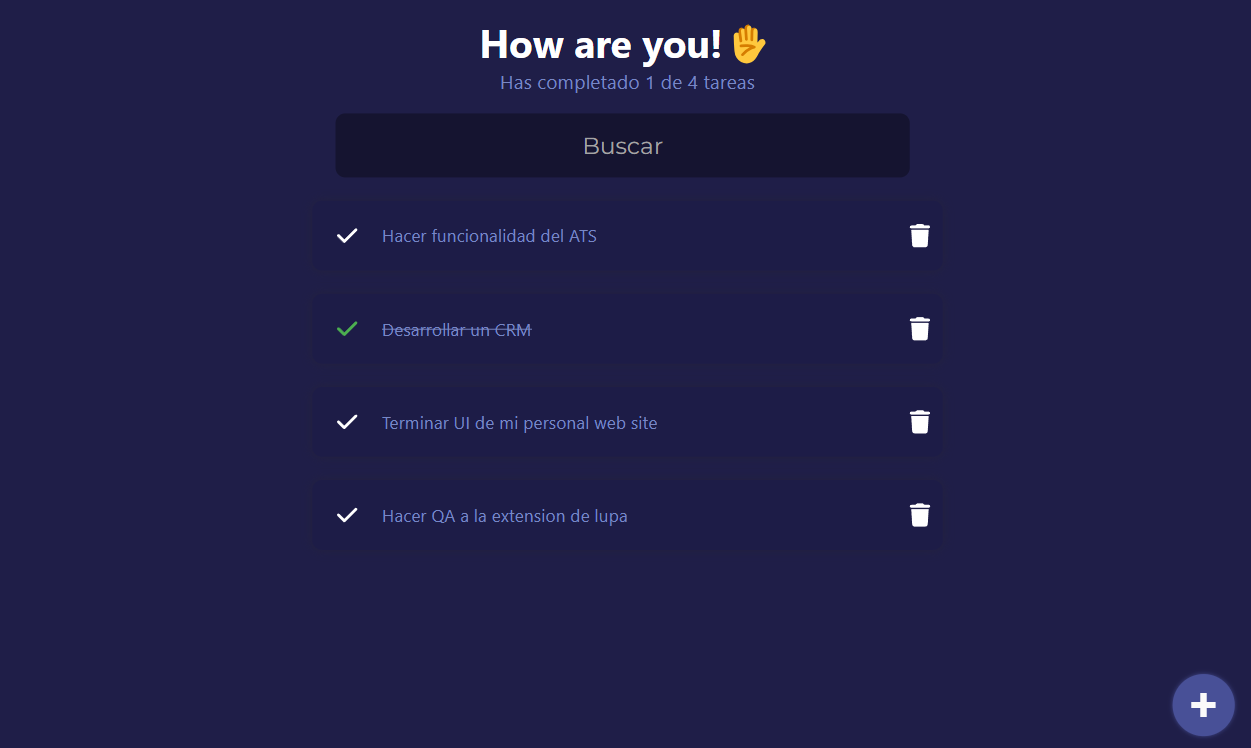 How are you!🤚
Has completado 1 de 4 tareas
Buscar
Hacer funcionalidad del ATS
Desarrollar un CRM
Terminar UI de mi personal web site
Hacer QA a la extension de lupa